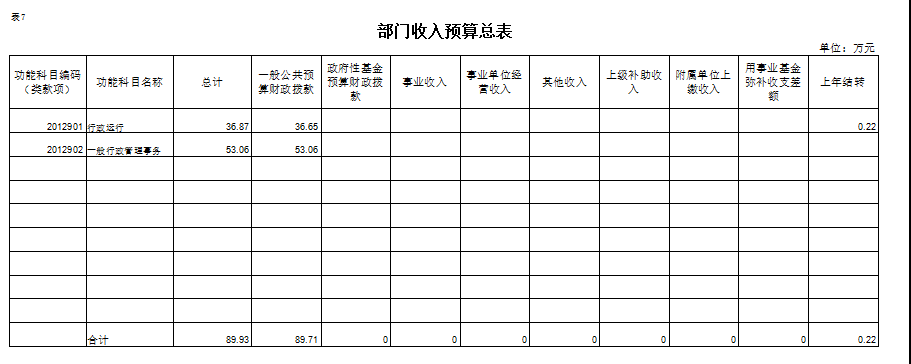 表7
部门收入预算总表
单位：万元
功能科目编码（类款项） 功能科目名称 总计 一般公共预算财政拨款 政府性基金预算财政拨款 事业收入 事业单位经营收入 其他收入 上级补助收入 附属单位上缴收入 用事业基金弥补收支差额 上年结转
2012901 行政运行 36.87 36.65 0.22
2012902 一般行政管理事务 53.06 53.06
合计 89.93 89.71 0 0 0 0 0 0 0 0.22